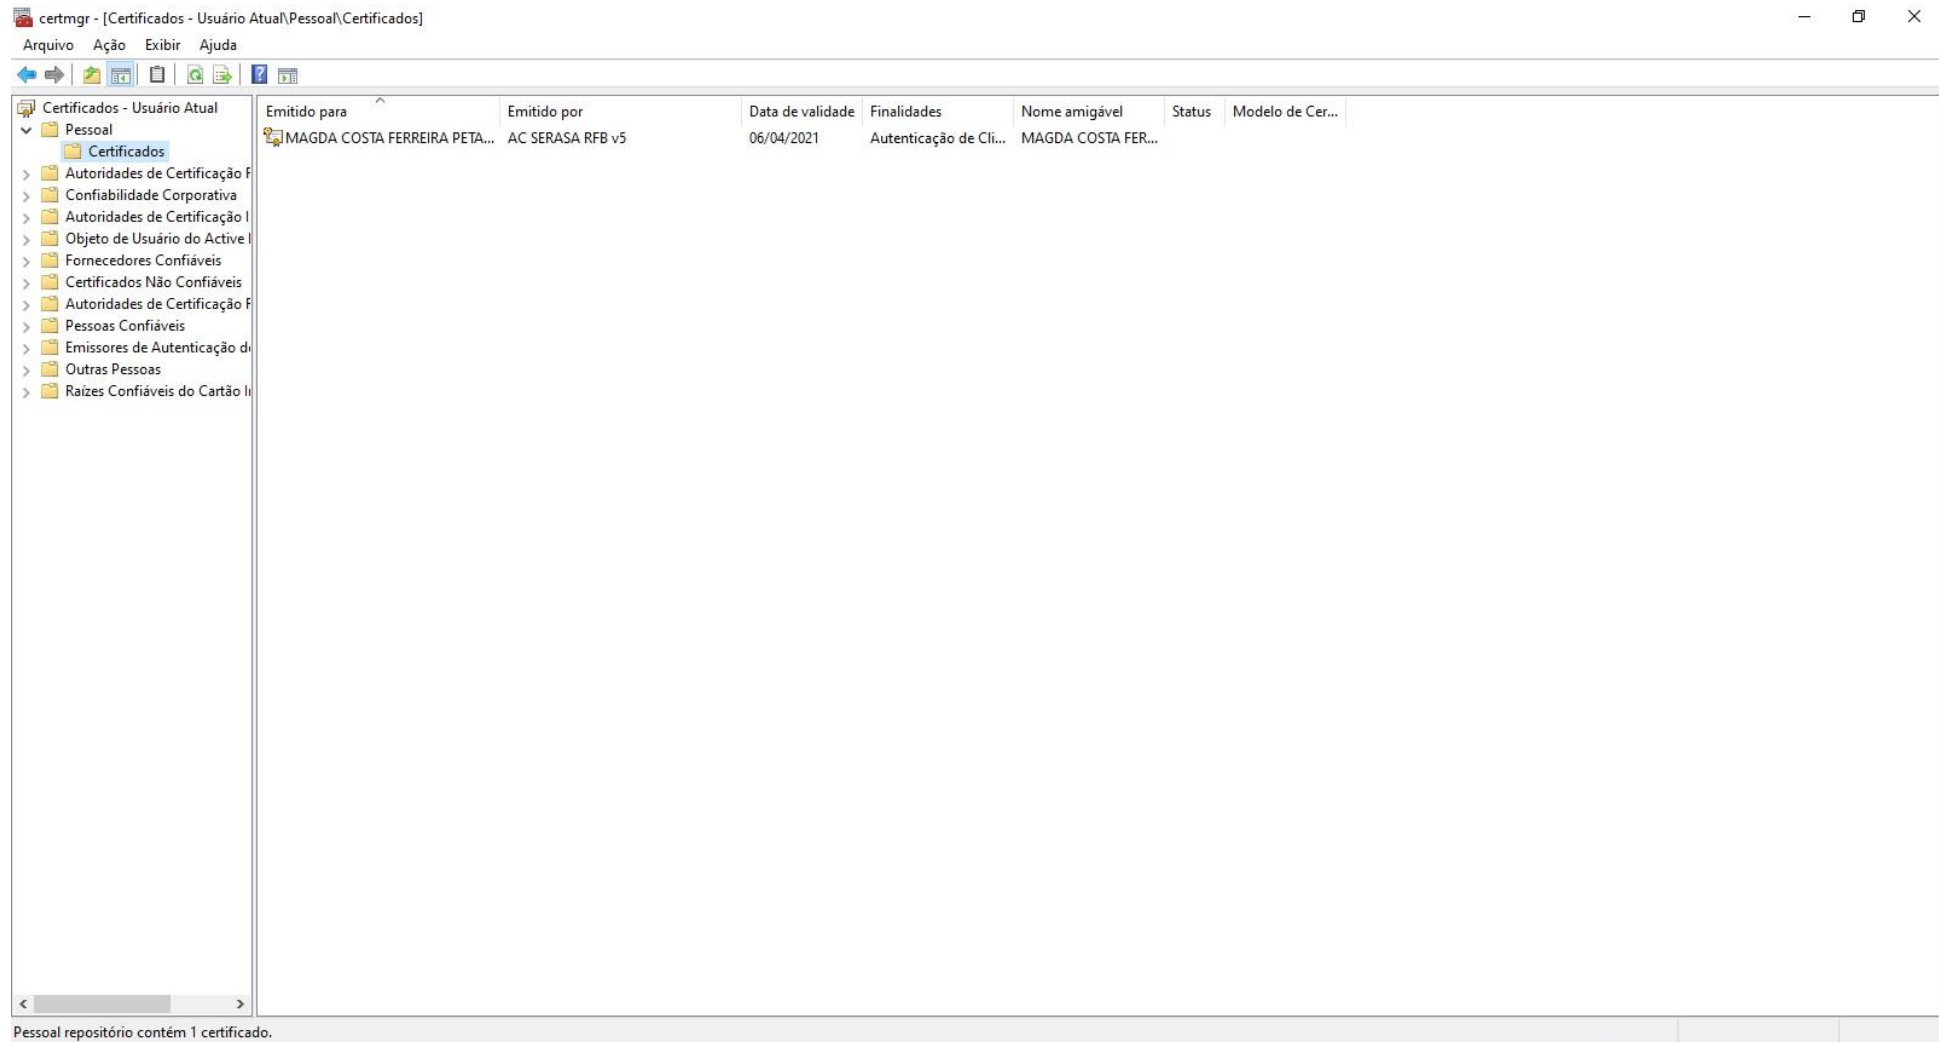 certmgr - [Certificados - Usuário Atual\Pessoal\Certificados]
Arquivo Ação Exibir Ajuda
Certificados - Usuário Atual
Pessoal
Certificados
Autoridades de Certificação
Confiabilidade Corporativa
Autoridades de Certificação
Objeto de Usuário do Active
Fornecedores Confiáveis
Certificados Não Confiáveis
Autoridades de Certificação
Pessoas Confiáveis
Emissores de Autenticação
Outras Pessoas
Raízes Confiáveis do Cartão
Emitido para Emitido por Data de validade Finalidades Nome amigável Status Modelo de Cer...
MAGDA COSTA FERREIRA PETA... AC SERASA RFB v5 06/04/2021 Autenticação de Cli... MAGDA COSTA FER...
Pessoal repositório contém 1 certificado.